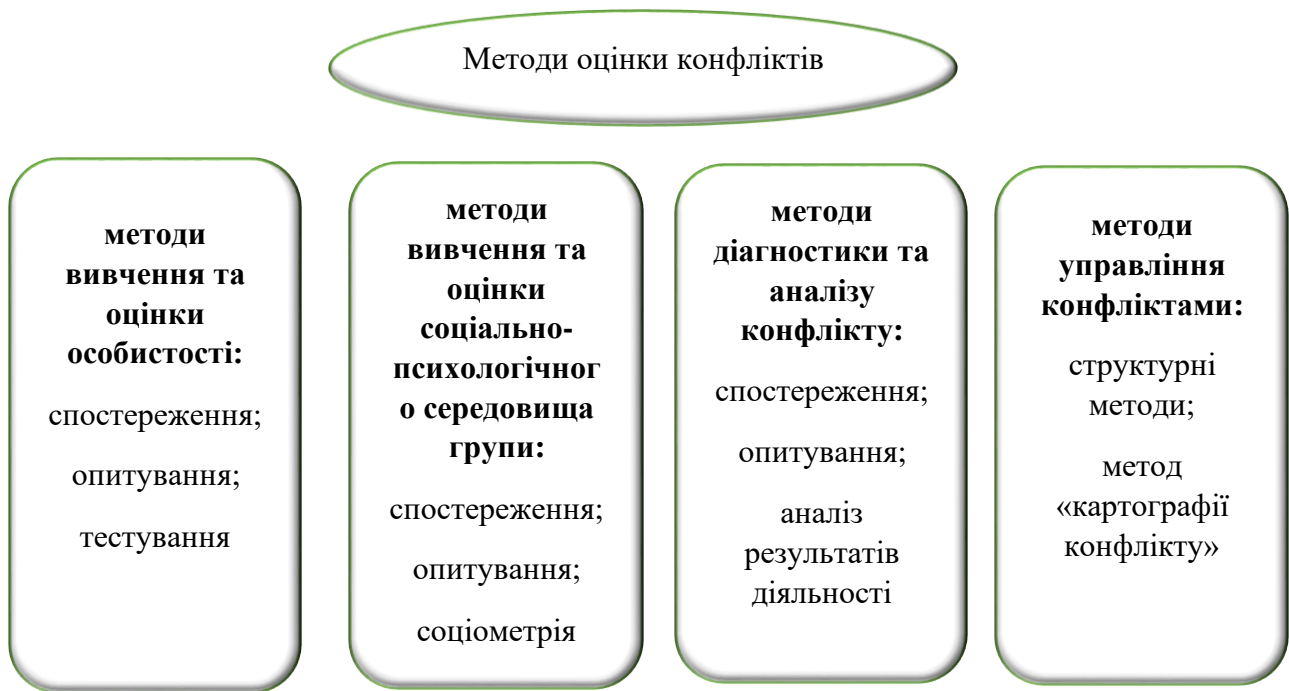 Методи оцінки конфліктів
методи
вивчення та
оцінки
особистості:
спостереження;
опитування;
тестування
методи
вивчення та
оцінки
соціально-
психологічног
о середовища
групи:
спостереження;
опитування;
соціометрія
методи
діагностики та
аналізу
конфлікту:
спостереження;
опитування;
аналіз
результатів
діяльності
методи
управління
конфліктами:
структурні
методи;
метод
«картографії
конфлікту»